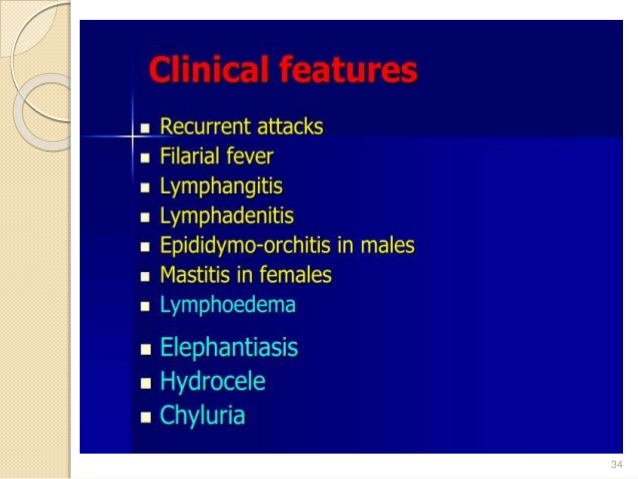 Clinical features
Recurrent attacks
Filarial fever
Lymphangitis
Lymphadenitis
Epididymo-orchitis in males
Mastitis in females
Lymphoedema
Elephantiasis
Hydrocele
Chyluria
34